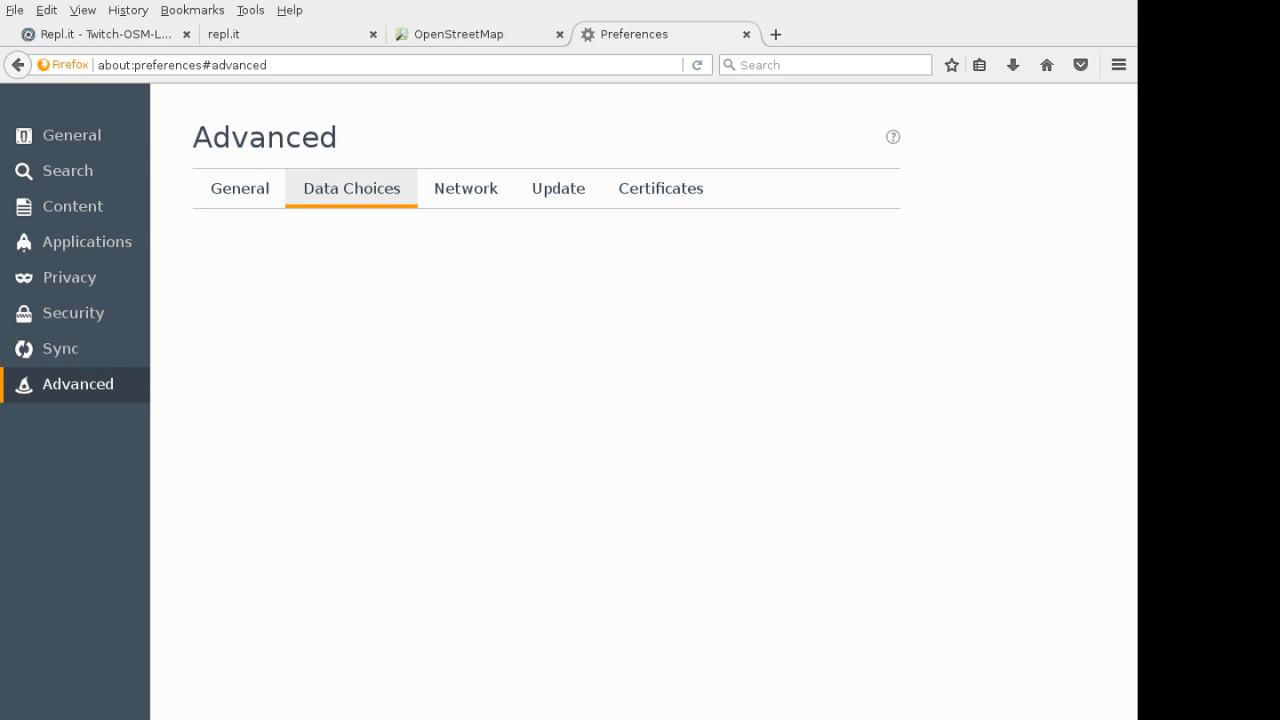 File Edit View History Bookmarks Tools Help
Repl.it - Twitch-OSM-L... repl.it OpenStreetMap Preferences
Firefox about:preferences#advanced Search
General
Search
Content
Applications
Privacy
Security
Sync
Advanced
Advanced
General Data Choices Network Update Certificates